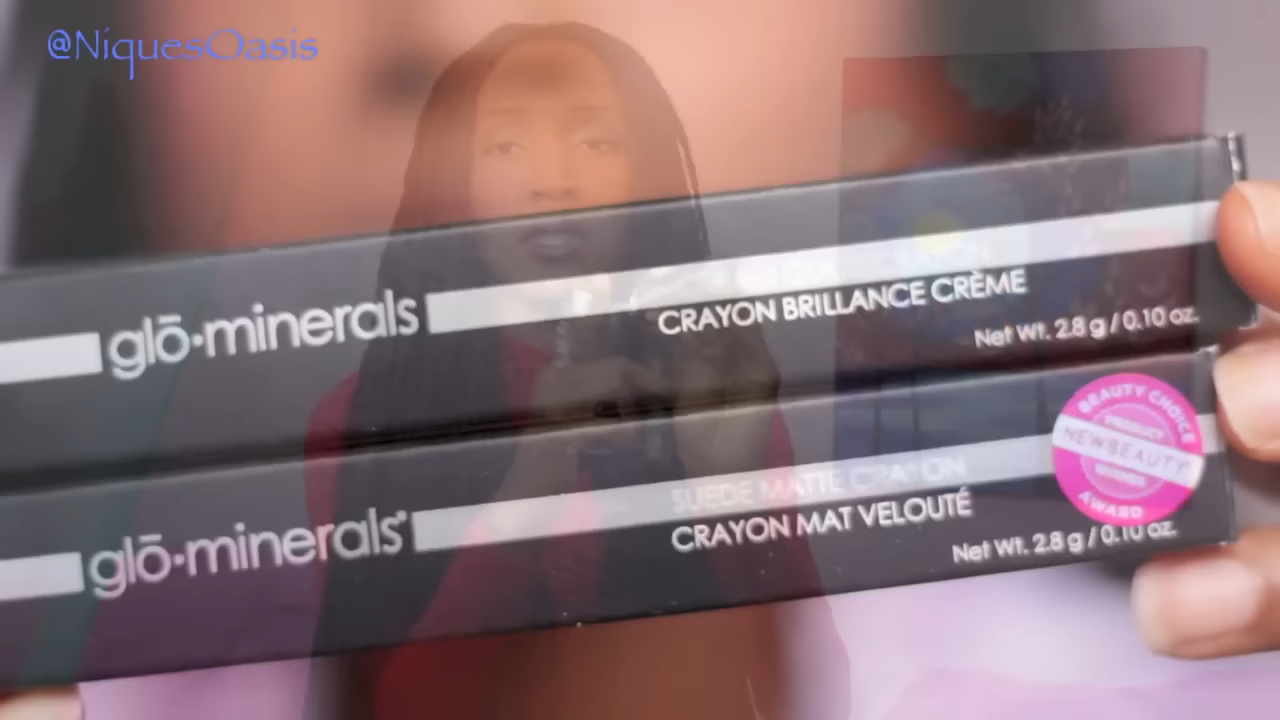 @NiquesOasis
glō·minerals
CRAYON BRILLANCE CRÈME
Net Wt. 2.8 g / 0.10 oz.
glō·minerals
SUEDE MATTE CRAYON
CRAYON MAT VELOUTÉ
Net Wt. 2.8 g / 0.10 oz.
BEAUTY CHOICE
PRODUCT
NEWBEAUTY
AWARD